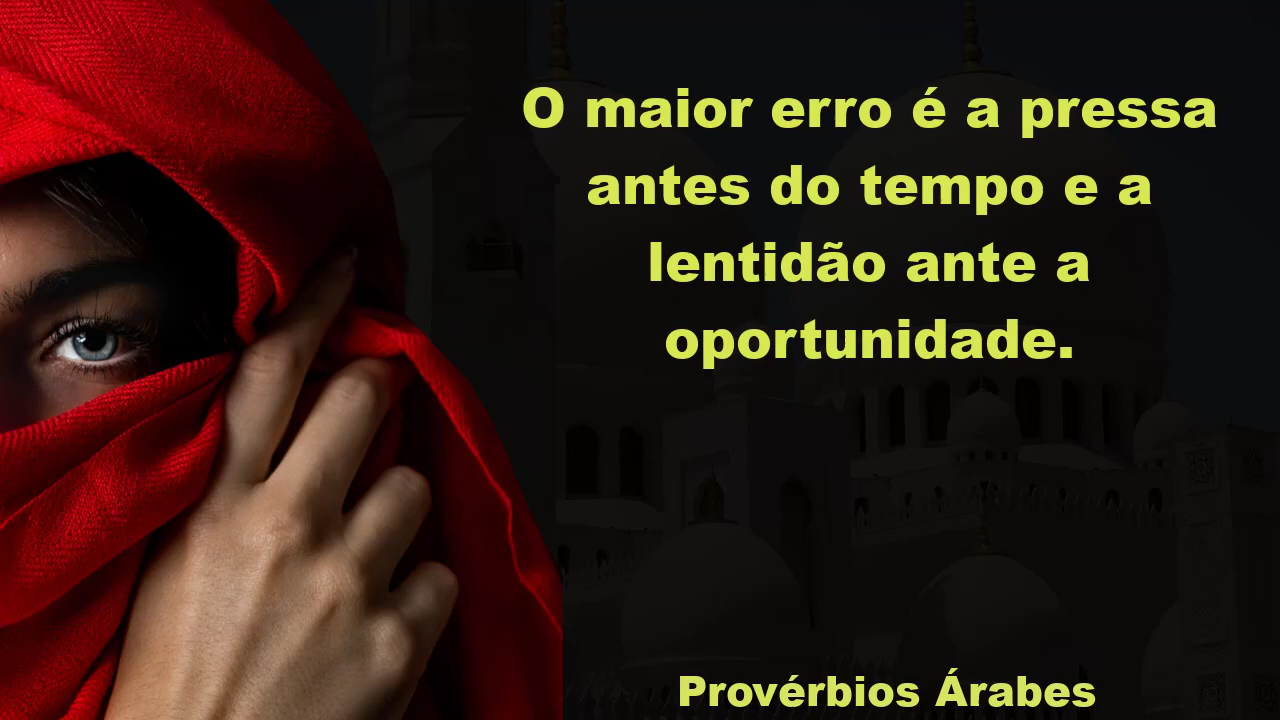 O maior erro é a pressa
antes do tempo e a
lentidão ante a
oportunidade.
Provérbios Árabes